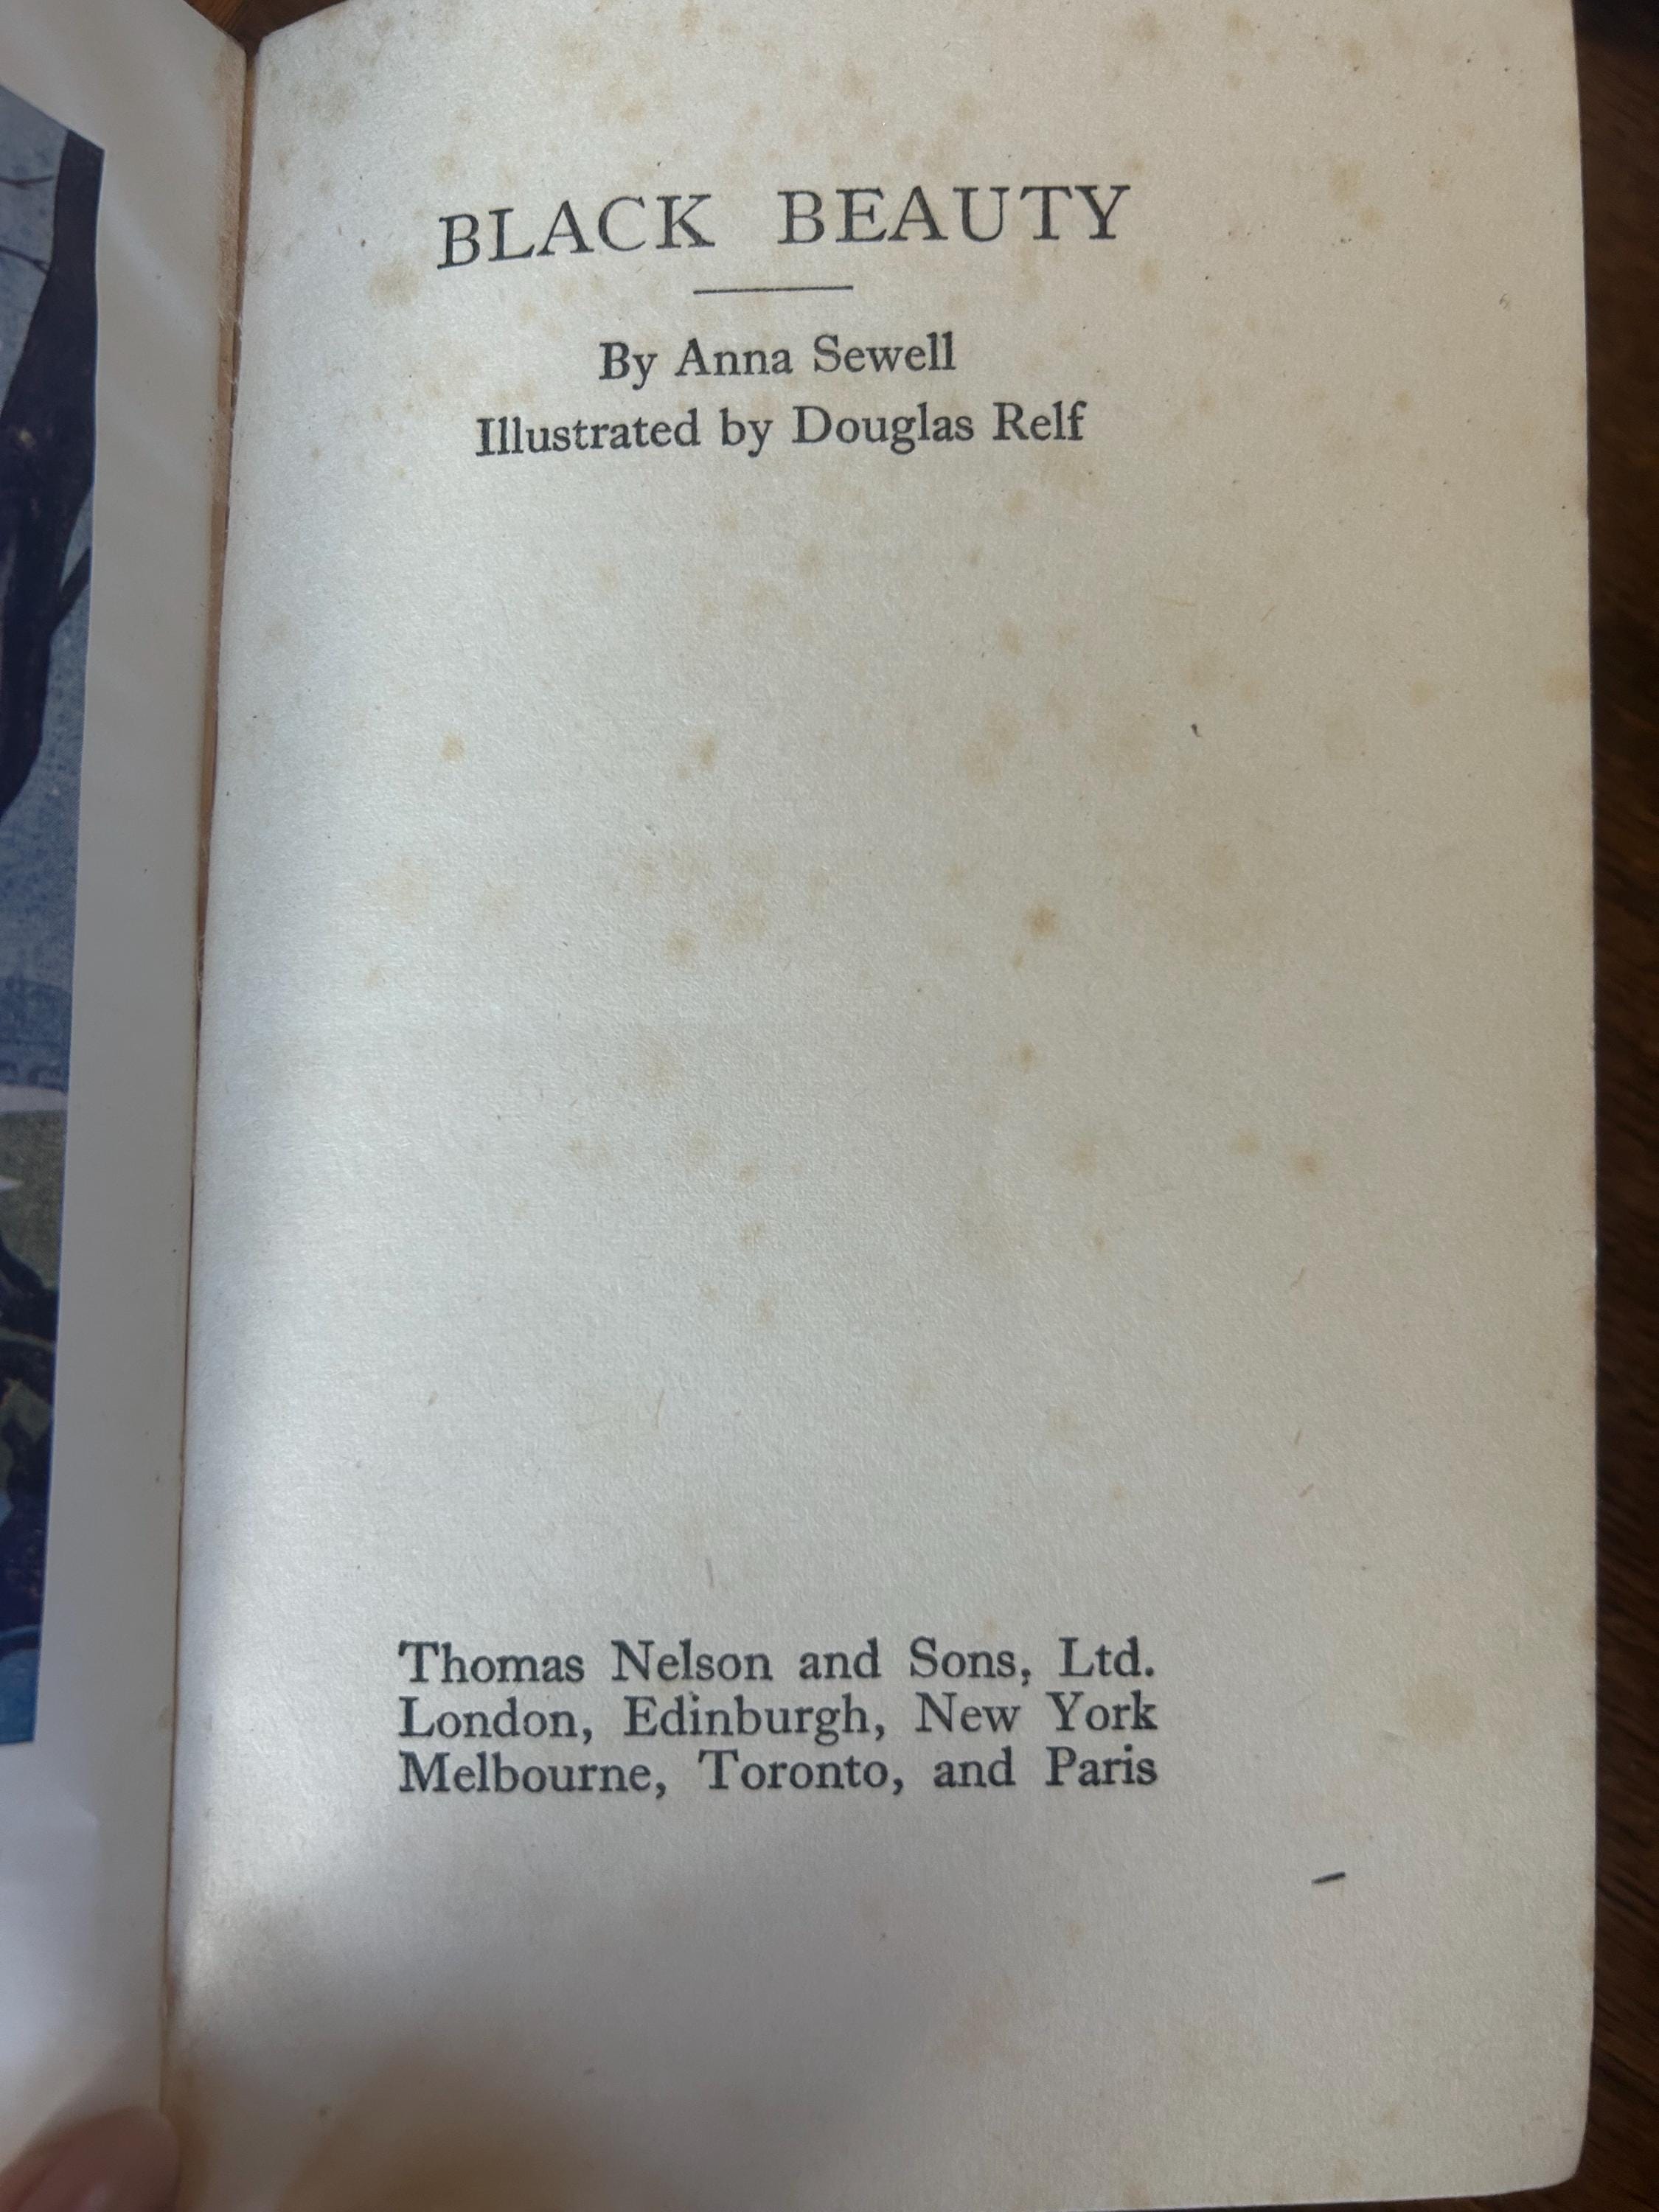 BLACK BEAUTY
By Anna Sewell
Illustrated by Douglas Relf
Thomas Nelson and Sons, Ltd.
London, Edinburgh, New York
Melbourne, Toronto, and Paris